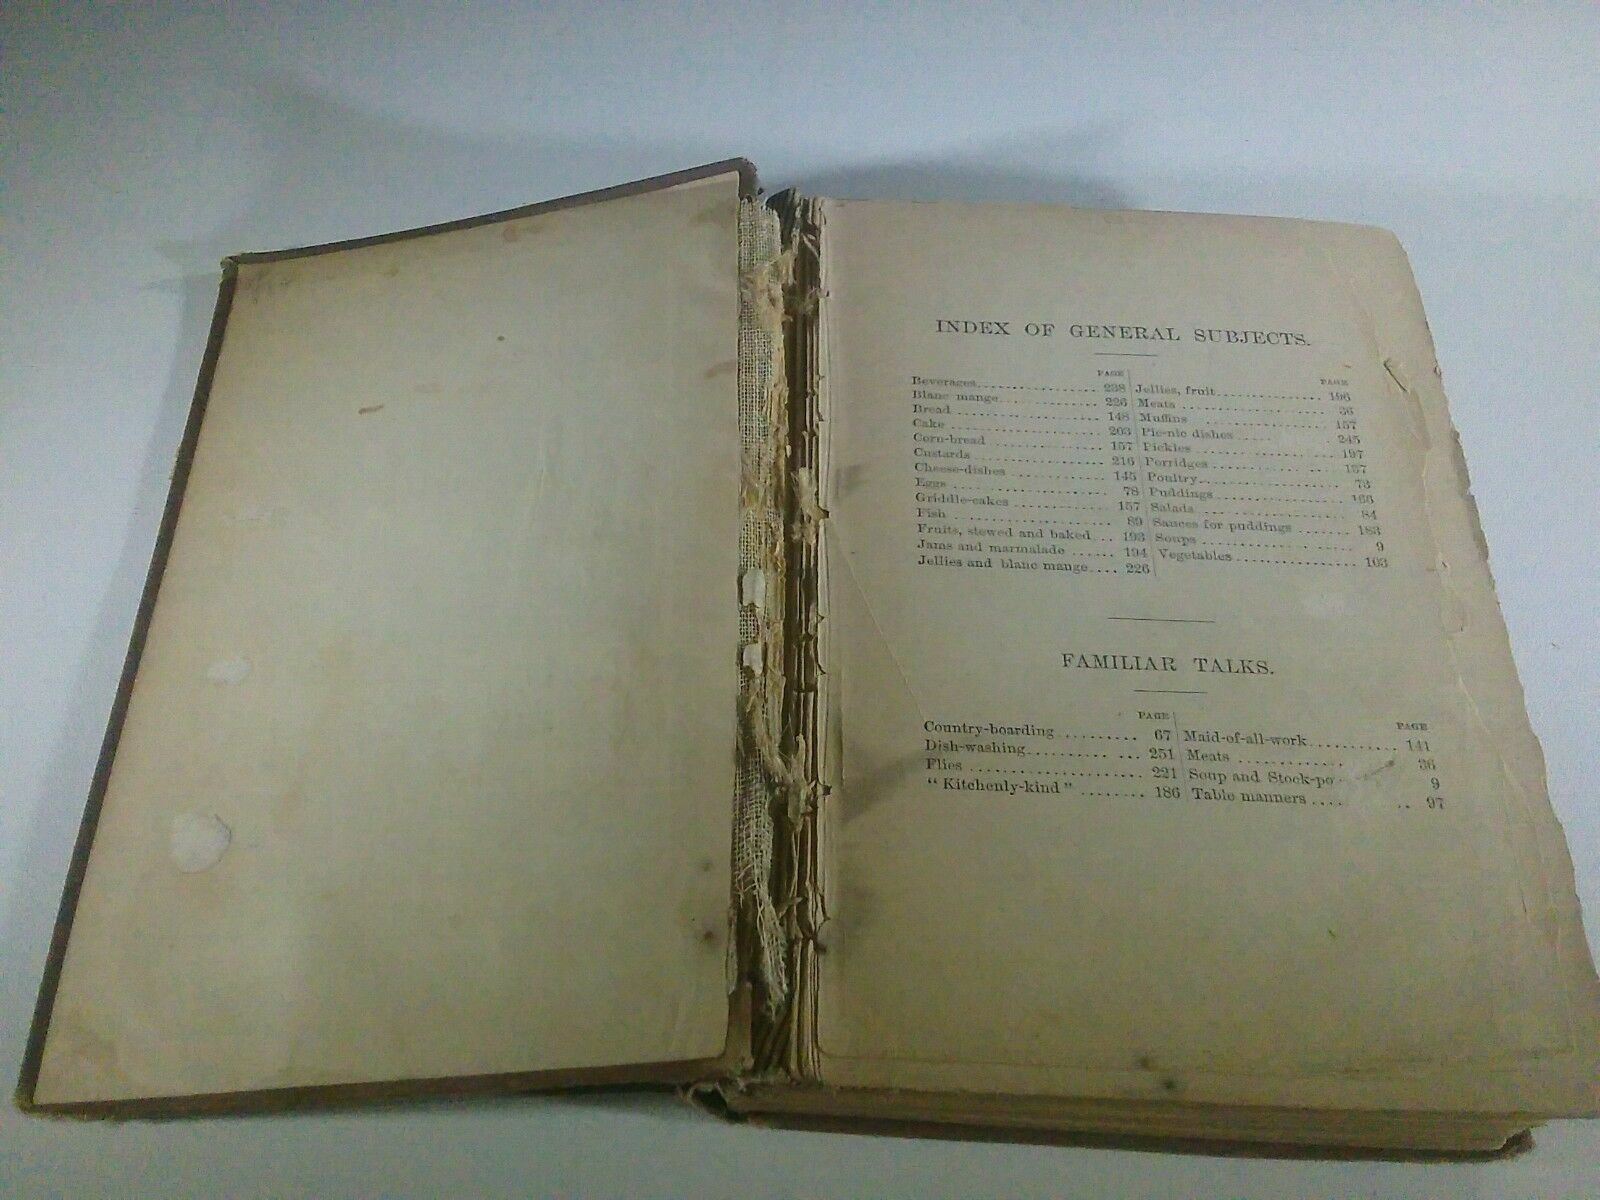 INDEX OF GENERAL SUBJECTS.
PAGE
Beverages 238
Blanc mange 226
Bread 148
Cake 203
Corn-bread 157
Custards 216
Cheese-dishes 145
Eggs 78
Griddle-cakes 157
Fish 89
Fruits, stewed and baked 193
Jams and marmalade 194
Jellies and blanc mange 226
PAGE
Jellies, fruit 196
Meats 36
Muffins 157
Pic-nic dishes 245
Pickles 197
Porridges 157
Poultry 73
Puddings 166
Salads 84
Sauces for puddings 183
Soups 9
Vegetables 103
FAMILIAR TALKS.
PAGE
Country-boarding 67
Dish-washing 251
Flies 221
"Kitchenly-kind" 186
PAGE
Maid-of-all-work 141
Meats 36
Soup and Stock-po 9
Table manners 97